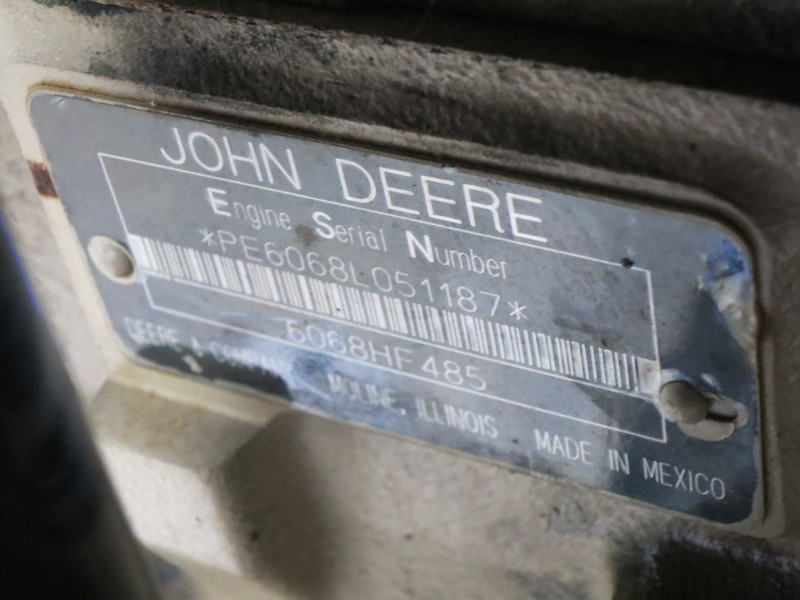 JOHN DEERE
Engine Serial Number
*PE6068L051187*
6068HF485
DEERE & COMPANY MOLINE, ILLINOIS MADE IN MEXICO